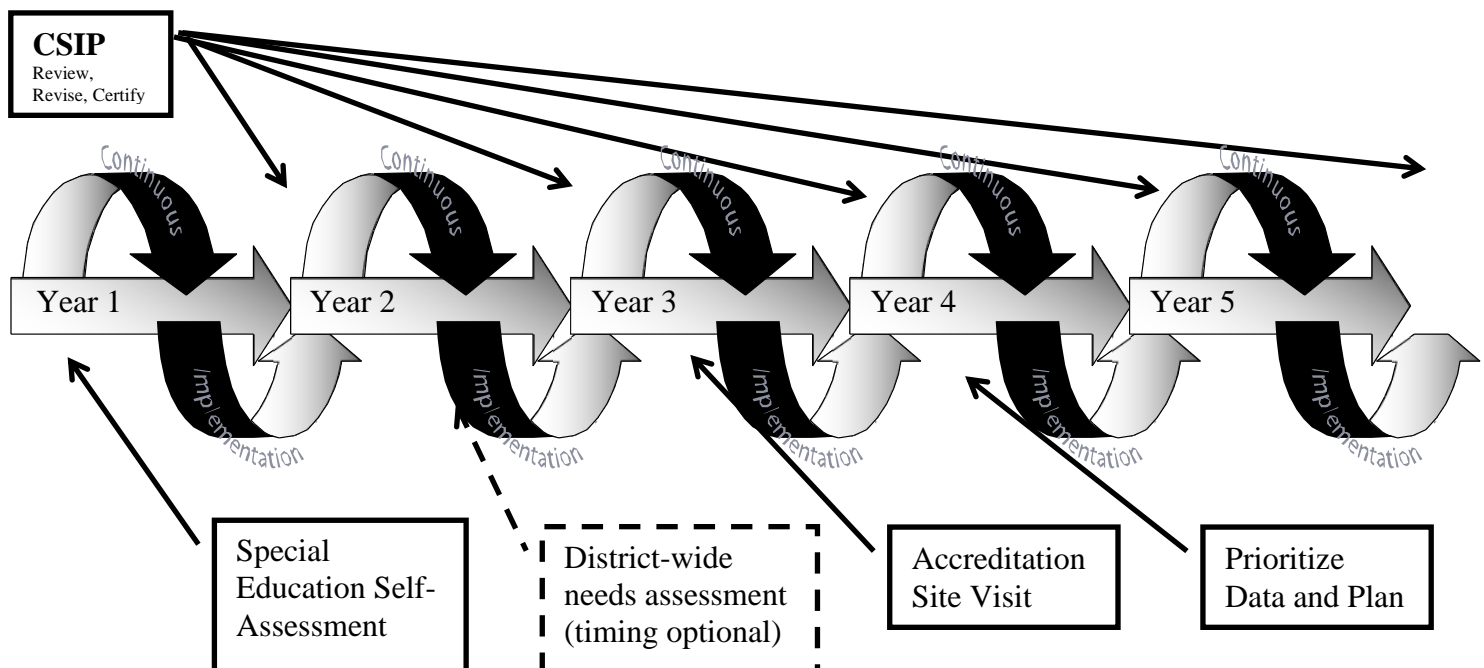 CSIP
Review,
Revise, Certify
Continuous
Continuous
Continuous
Continuous
Continuous
Year 1
Year 2
Year 3
Year 4
Year 5
Implementation
Implementation
Implementation
Implementation
Implementation
Special
Education Self-
Assessment
District-wide
needs assessment
(timing optional)
Accreditation
Site Visit
Prioritize
Data and Plan